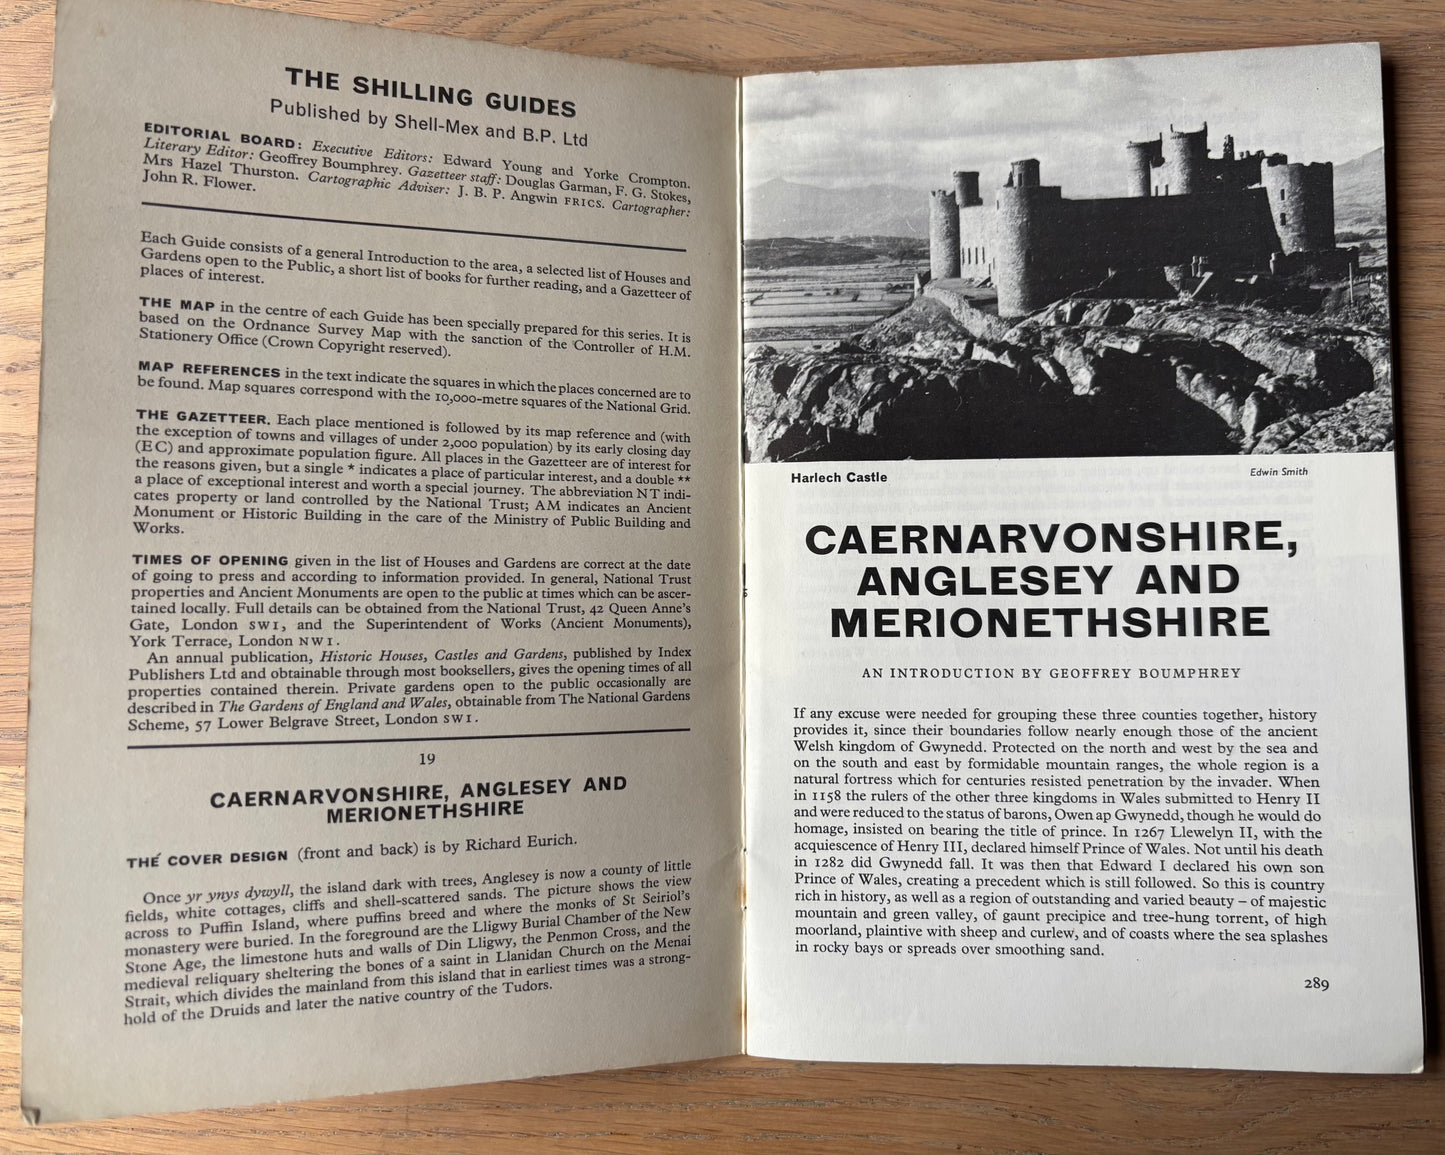 THE SHILLING GUIDES
Published by Shell-Mex and B.P. Ltd
EDITORIAL BOARD: Executive Editors: Edward Young and Yorke Crompton.
Literary Editor: Geoffrey Boumphrey. Gazetteer staff: Douglas Garman, F. G. Stokes,
Mrs Hazel Thurston. Cartographic Adviser: J. B. P. Angwin FRICS. Cartographer:
John R. Flower.
Each Guide consists of a general Introduction to the area, a selected list of Houses and
Gardens open to the Public, a short list of books for further reading, and a Gazetteer of
places of interest.
THE MAP in the centre of each Guide has been specially prepared for this series. It is
based on the Ordnance Survey Map with the sanction of the Controller of H.M.
Stationery Office (Crown Copyright reserved).
MAP REFERENCES in the text indicate the squares in which the places concerned are to
be found. Map squares correspond with the 10,000-metre squares of the National Grid.
THE GAZETTEER. Each place mentioned is followed by its map reference and (with
the exception of towns and villages of under 2,000 population) by its early closing day
(EC) and approximate population figure. All places in the Gazetteer are of interest for
the reasons given, but a single * indicates a place of particular interest, and a double **
a place of exceptional interest and worth a special journey. The abbreviation NT indi-
cates property or land controlled by the National Trust; AM indicates an Ancient
Monument or Historic Building in the care of the Ministry of Public Building and
Works.
TIMES OF OPENING given in the list of Houses and Gardens are correct at the date
of going to press and according to information provided. In general, National Trust
properties and Ancient Monuments are open to the public at times which can be ascer-
tained locally. Full details can be obtained from the National Trust, 42 Queen Anne's
Gate, London SW1, and the Superintendent of Works (Ancient Monuments),
York Terrace, London NW1.
An annual publication, Historic Houses, Castles and Gardens, published by Index
Publishers Ltd and obtainable through most booksellers, gives the opening times of all
properties contained therein. Private gardens open to the public occasionally are
described in The Gardens of England and Wales, obtainable from The National Gardens
Scheme, 57 Lower Belgrave Street, London SW1.
19
CAERNARVONSHIRE, ANGLESEY AND
MERIONETHSHIRE
THE COVER DESIGN (front and back) is by Richard Eurich.
Once yr ynys dywyll, the island dark with trees, Anglesey is now a county of little
fields, white cottages, cliffs and shell-scattered sands. The picture shows the view
across to Puffin Island, where puffins breed and where the monks of St Seiriol's
monastery were buried. In the foreground are the Lligwy Burial Chamber of the New
Stone Age, the limestone huts and walls of Din Lligwy, the Penmon Cross, and the
medieval reliquary sheltering the bones of a saint in Llanidan Church on the Menai
Strait, which divides the mainland from this island that in earliest times was a strong-
hold of the Druids and later the native country of the Tudors.
Harlech Castle
Edwin Smith
CAERNARVONSHIRE,
ANGLESEY AND
MERIONETHSHIRE
AN INTRODUCTION BY GEOFFREY BOUMPHREY
If any excuse were needed for grouping these three counties together, history
provides it, since their boundaries follow nearly enough those of the ancient
Welsh kingdom of Gwynedd. Protected on the north and west by the sea and
on the south and east by formidable mountain ranges, the whole region is a
natural fortress which for centuries resisted penetration by the invader. When
in 1158 the rulers of the other three kingdoms in Wales submitted to Henry II
and were reduced to the status of barons, Owen ap Gwynedd, though he would do
homage, insisted on bearing the title of prince. In 1267 Llewelyn II, with the
acquiescence of Henry III, declared himself Prince of Wales. Not until his death
in 1282 did Gwynedd fall. It was then that Edward I declared his own son
Prince of Wales, creating a precedent which is still followed. So this is country
rich in history, as well as a region of outstanding and varied beauty – of majestic
mountain and green valley, of gaunt precipice and tree-hung torrent, of high
moorland, plaintive with sheep and curlew, and of coasts where the sea splashes
in rocky bays or spreads over smoothing sand.
289